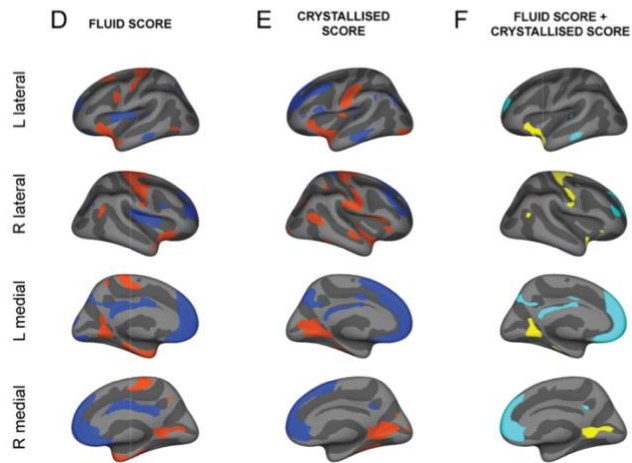 D FLUID SCORE
E CRYSTALLISED
SCORE
F FLUID SCORE +
CRYSTALLISED SCORE
L lateral
R lateral
L medial
R medial